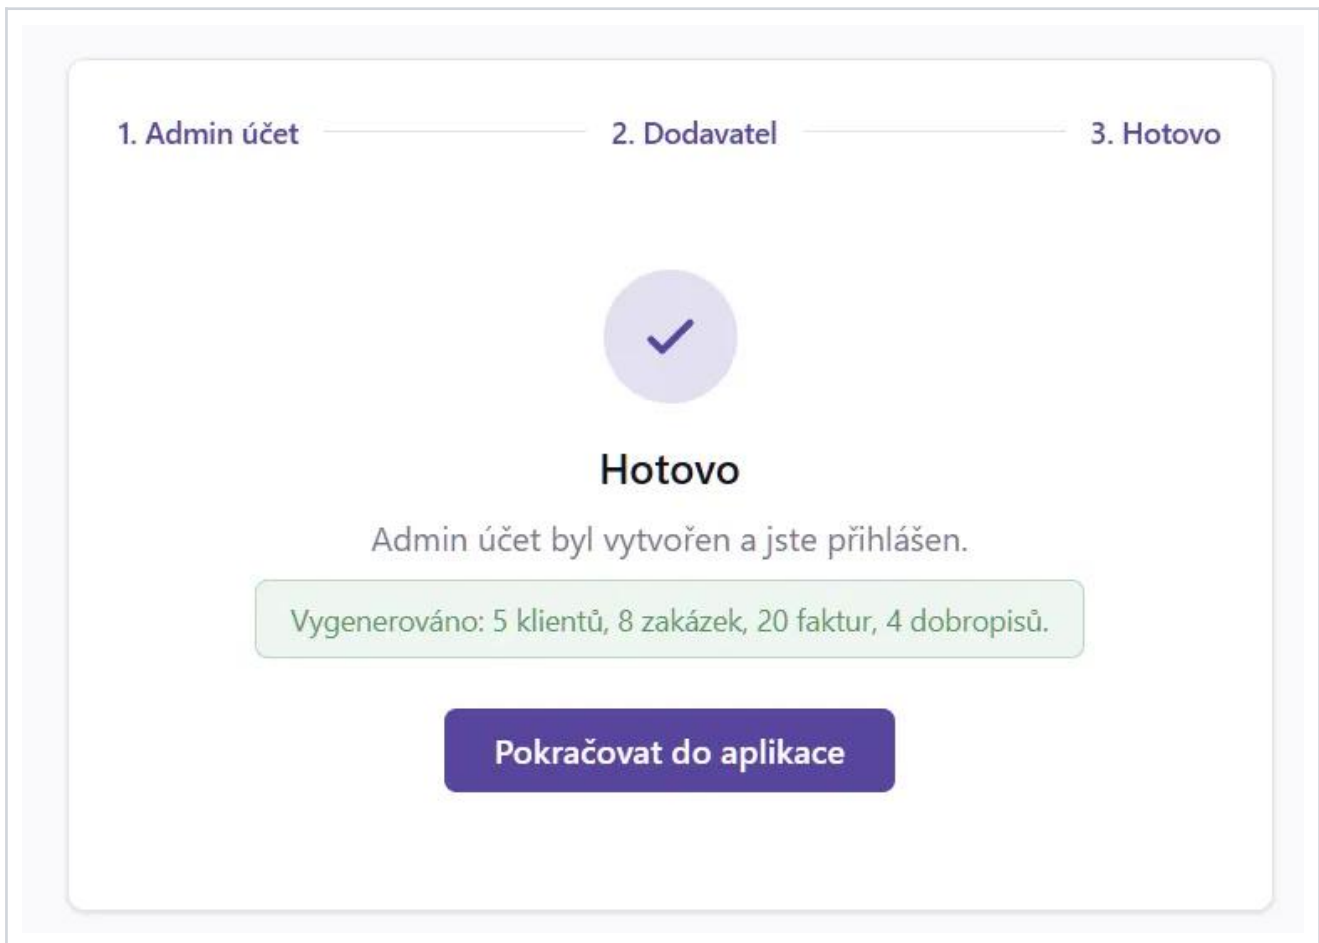 1. Admin účet 2. Dodavatel 3. Hotovo
Hotovo
Admin účet byl vytvořen a jste přihlášen.
Vygenerováno: 5 klientů, 8 zakázek, 20 faktur, 4 dobropisů.
Pokračovat do aplikace